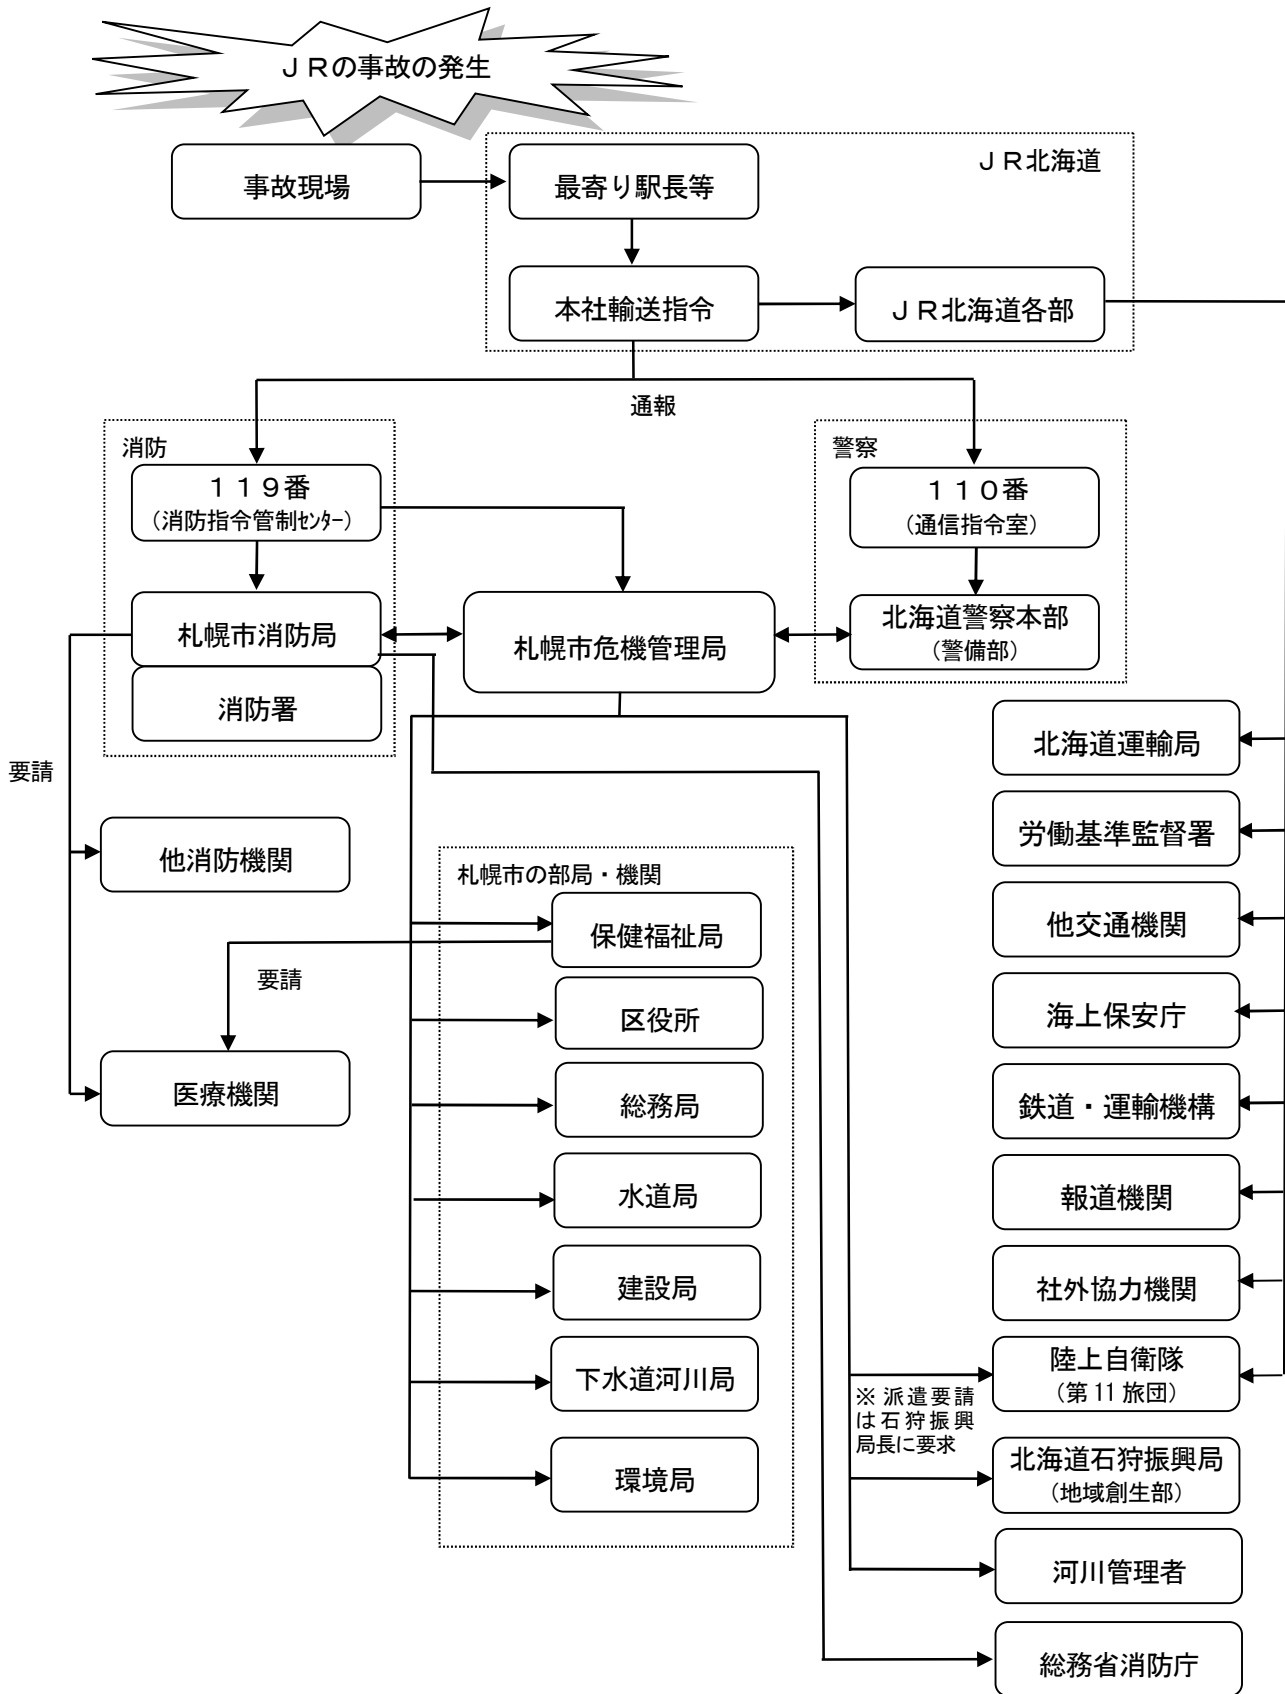 ＪＲの事故の発生
ＪＲ北海道
事故現場
最寄り駅長等
本社輸送指令
ＪＲ北海道各部
通報
消防
警察
１１９番
（消防指令管制ｾﾝﾀｰ）
１１０番
（通信指令室）
札幌市消防局
札幌市危機管理局
北海道警察本部
（警備部）
消防署
北海道運輸局
要請
労働基準監督署
他消防機関
札幌市の部局・機関
保健福祉局
他交通機関
要請
区役所
海上保安庁
医療機関
総務局
鉄道・運輸機構
水道局
報道機関
建設局
社外協力機関
下水道河川局
陸上自衛隊
（第 11 旅団）
※ 派遣要請
は石狩振興
局長に要求
環境局
北海道石狩振興局
（地域創生部）
河川管理者
総務省消防庁